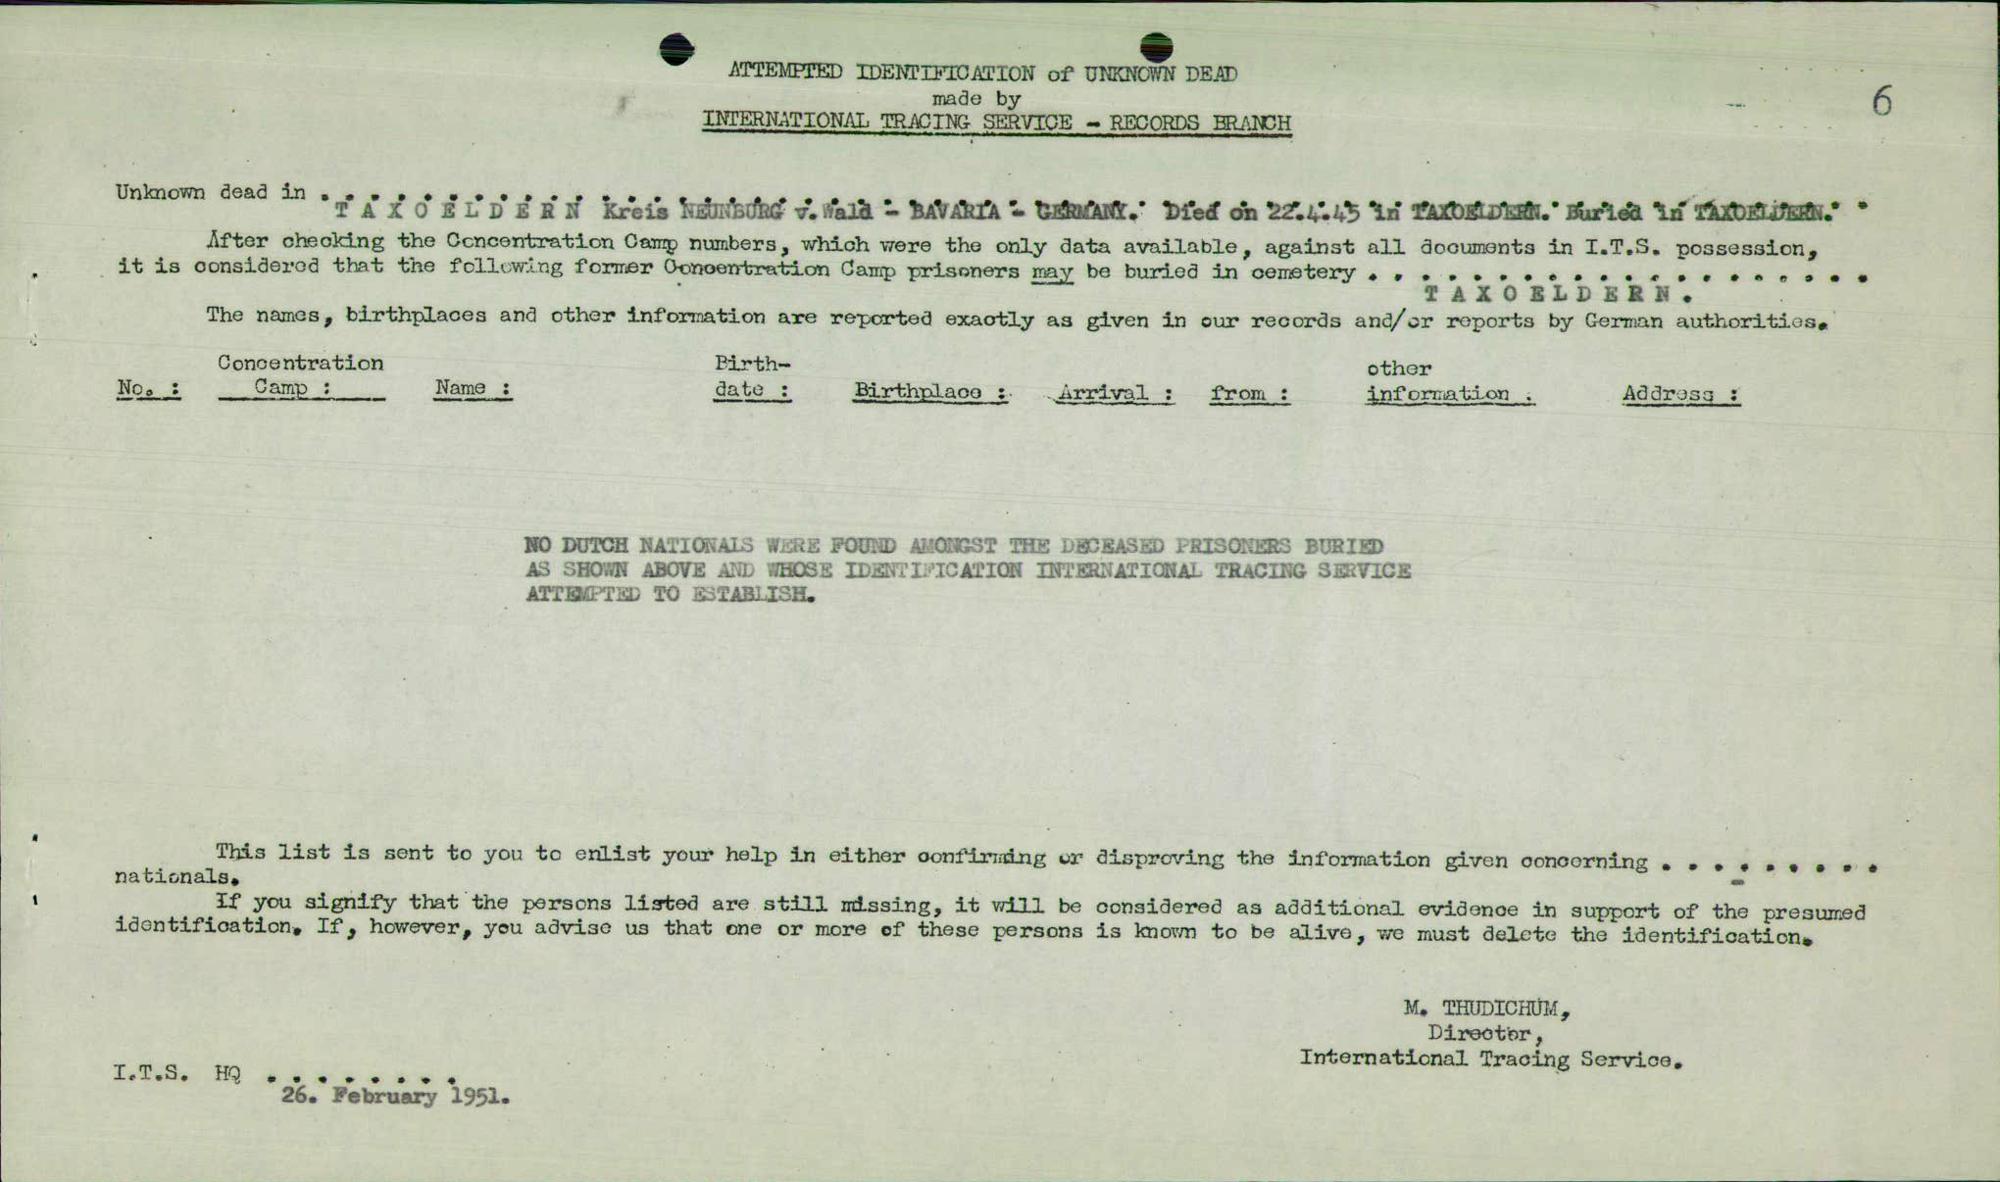 ATTEMPTED IDENTIFICATION of UNKNOWN DEAD
made by
INTERNATIONAL TRACING SERVICE - RECORDS BRANCH
6
Unknown dead in . . . . . . . . . . . . . . . . . . . .
T A X O E L D E R N Kreis NEUNBURG v. Wald - BAVARIA - GERMANY. Died on 22.4.45 in TAXOELDERN. Buried in TAXOELDERN.
After checking the Concentration Camp numbers, which were the only data available, against all documents in I.T.S. possession,
it is considered that the following former Concentration Camp prisoners may be buried in cemetery . . . . . . . . . . . . . . . . . . . .
T A X O E L D E R N .
The names, birthplaces and other information are reported exactly as given in our records and/or reports by German authorities.
Concentration Birth- other
No. : Camp : Name : date : Birthplace : Arrival : from : information : Address :
NO DUTCH NATIONALS WERE FOUND AMONGST THE DECEASED PRISONERS BURIED
AS SHOWN ABOVE AND WHOSE IDENTIFICATION INTERNATIONAL TRACING SERVICE
ATTEMPTED TO ESTABLISH.
This list is sent to you to enlist your help in either confirming or disproving the information given concerning . . . . . . . . .
nationals.
If you signify that the persons listed are still missing, it will be considered as additional evidence in support of the presumed
identification. If, however, you advise us that one or more of these persons is known to be alive, we must delete the identification.
M. THUDICHUM,
Director,
International Tracing Service.
I.T.S. HQ . . . . . . . .
26. February 1951.